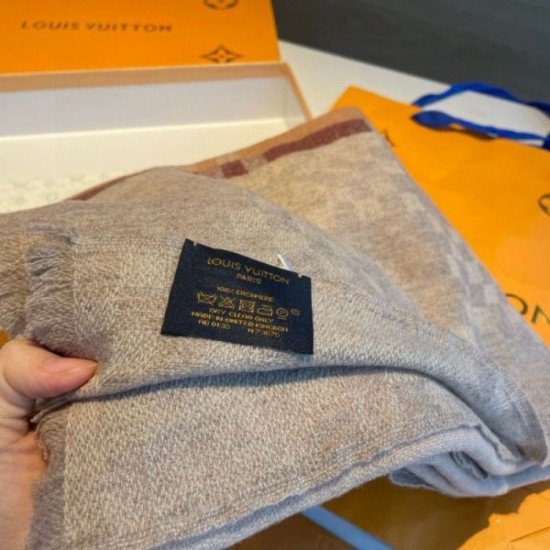 LOUIS VUITTON
LOUIS VUITTON
PARIS
100% CASHMERE
DRY CLEAN ONLY
MADE IN UNITED KINGDOM